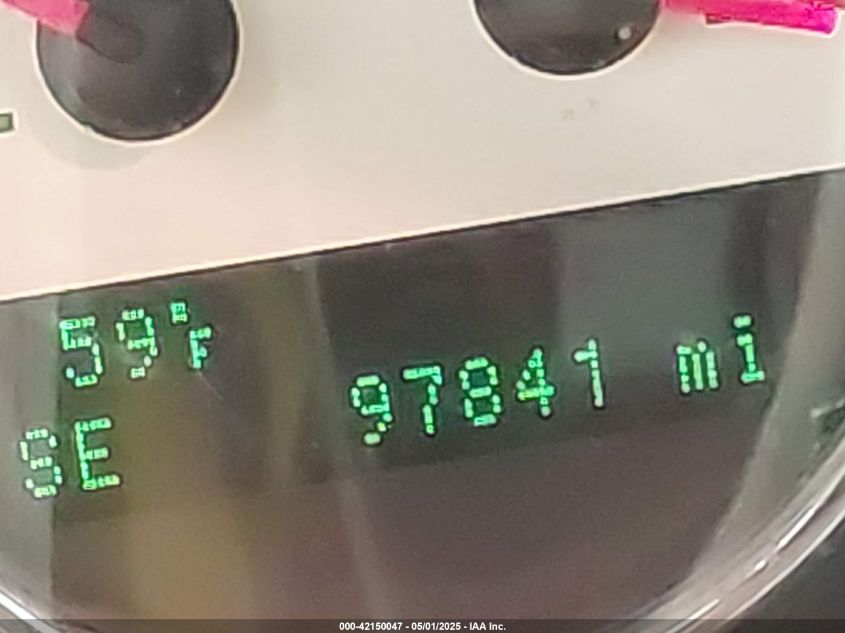 59°F
97841 mi
SE
000-42150047 - 05/01/2025 - IAA Inc.